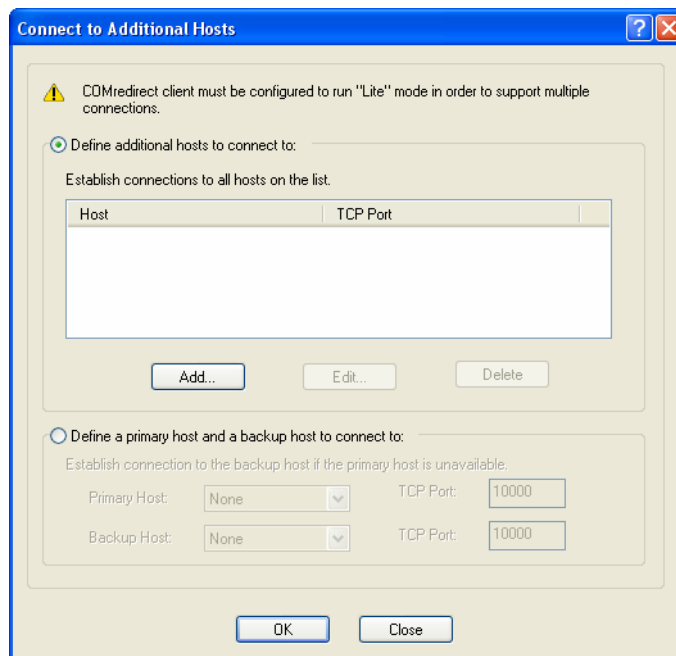 Connect to Additional Hosts
COMredirect client must be configured to run "Lite" mode in order to support multiple
connections.
Define additional hosts to connect to:
Establish connections to all hosts on the list.
Host TCP Port
Add... Edit... Delete
Define a primary host and a backup host to connect to:
Establish connection to the backup host if the primary host is unavailable.
Primary Host: None TCP Port: 10000
Backup Host: None TCP Port: 10000
OK Close